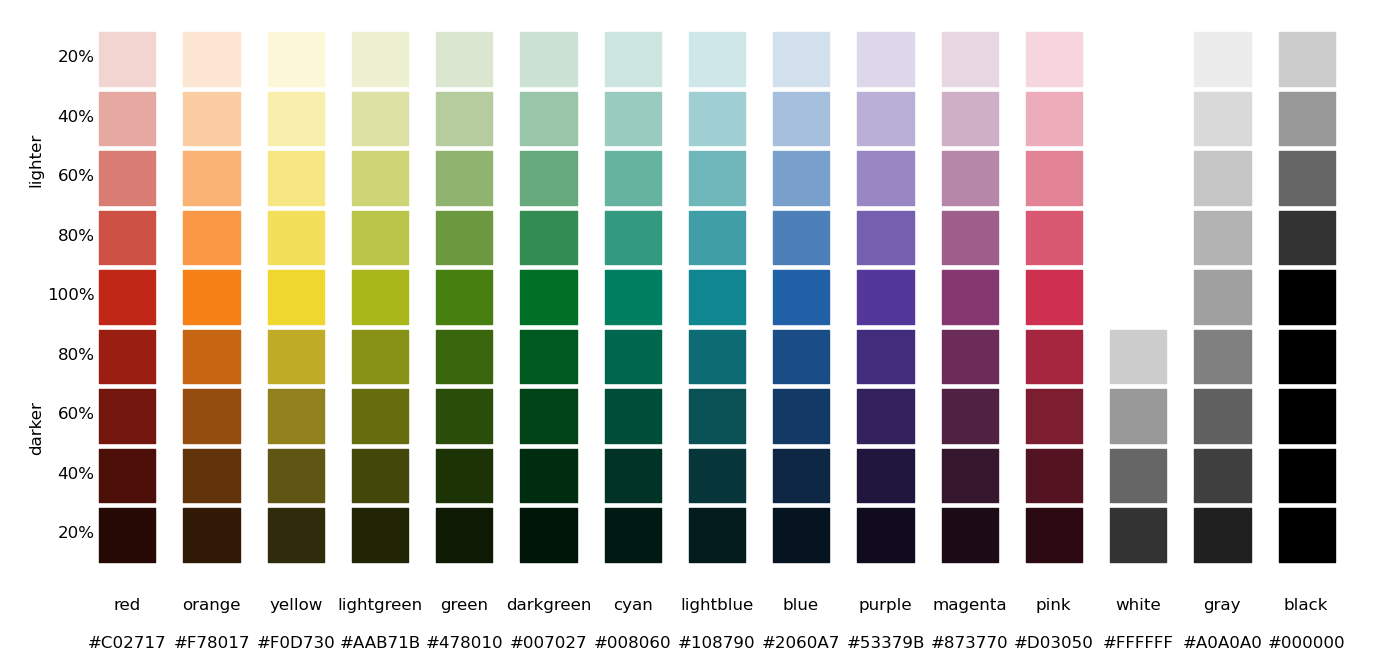 20%
40%
lighter
60%
80%
100%
80%
60%
darker
40%
20%
red orange yellow lightgreen green darkgreen cyan lightblue blue purple magenta pink white gray black
#C02717 #F78017 #F0D730 #AAB71B #478010 #007027 #008060 #108790 #2060A7 #53379B #873770 #D03050 #FFFFFF #A0A0A0 #000000